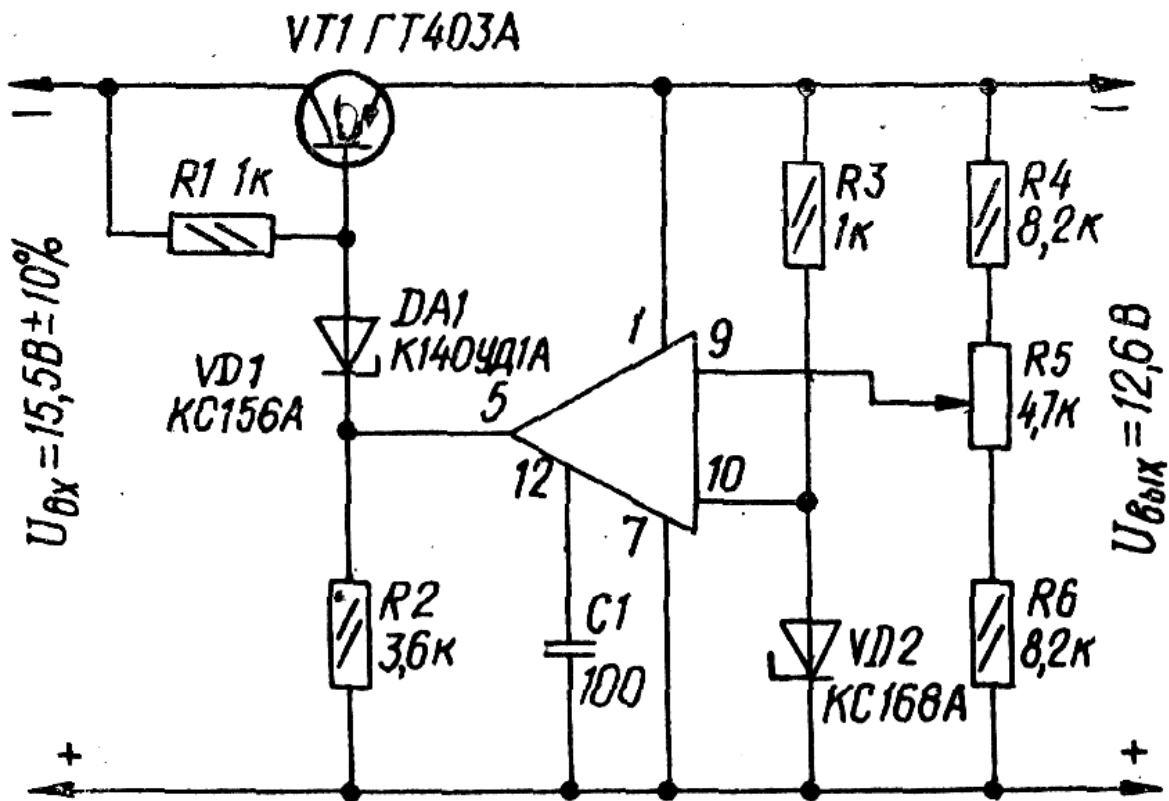 VT1 ГТ403А
−
−
R1 1к
R3
1к
R4
8,2к
Uвх=15,5В±10%
DA1
К140УД1А
VD1
КС156А
1
9
5
12
10
7
R5
4,7к
Uвых=12,6В
R2
3,6к
C1
100
VD2
КС168А
R6
8,2к
+
+